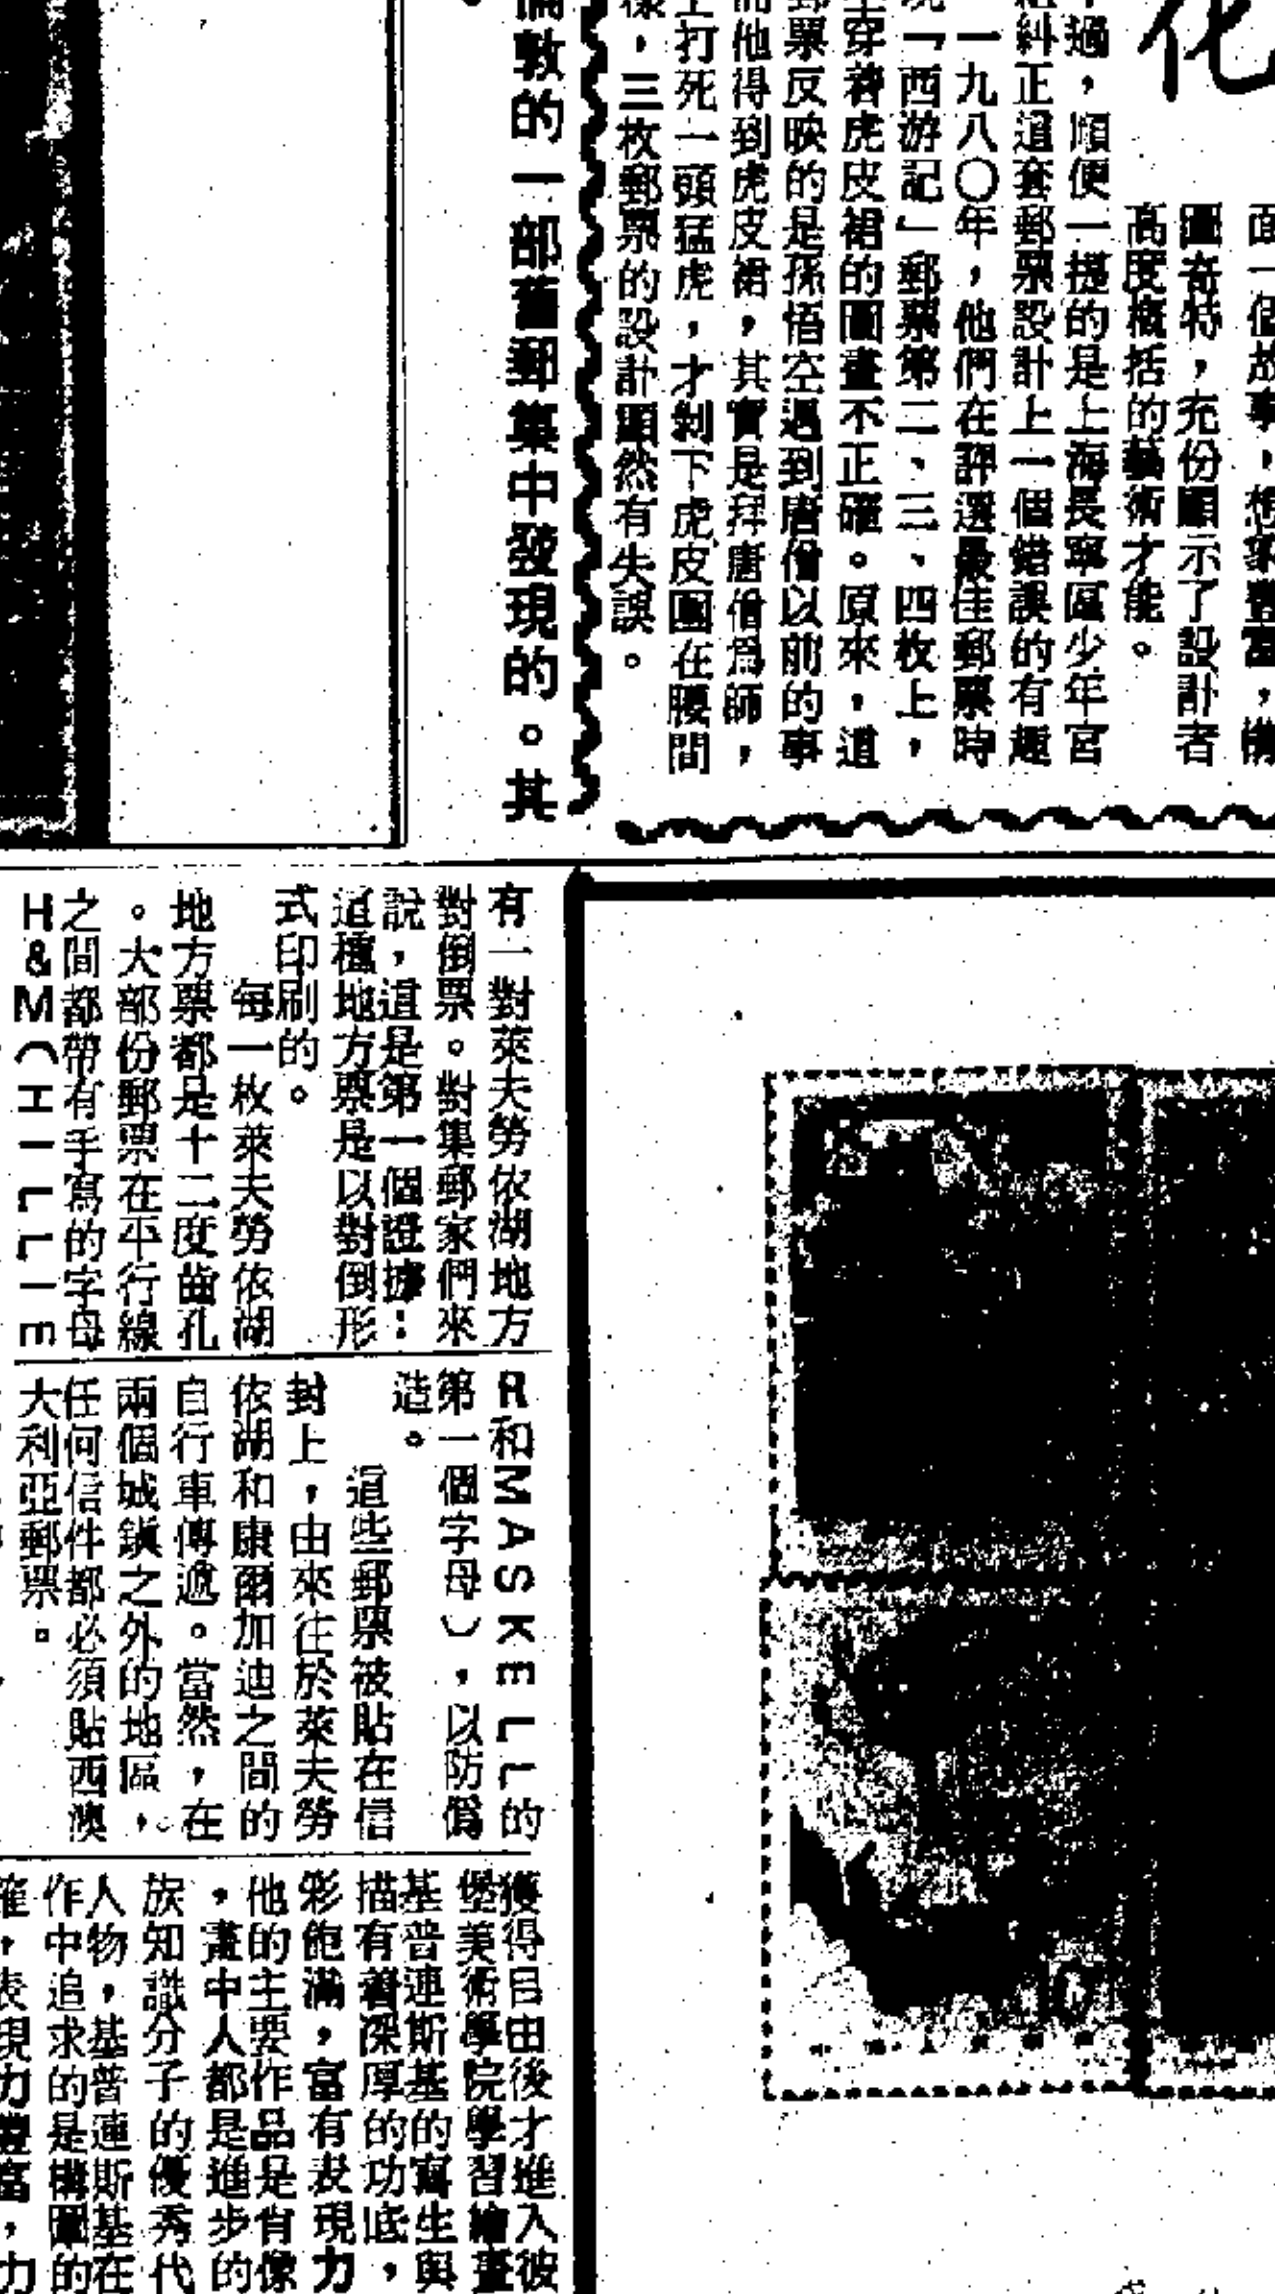 化
面一個故事,想象豐富,構
圖奇特,充份顯示了設計者
高度概括的藝術才能。
過,順便一提的是上海長寧區少年宮
糾正這套郵票設計上一個錯誤的有趣
一九八〇年,他們在評選最佳郵票時
「西游記」郵票第二、三、四枚上,
穿著虎皮裙的圖畫不正確。原來,這
郵票反映的是孫悟空遇到唐僧以前的事
而他得到虎皮裙,其實是拜唐僧爲師,
上打死一頭猛虎,才剝下虎皮圍在腰間
樣,三枚郵票的設計顯然有失誤。
倫敦的一部舊郵集中發現的。其
有一對萊夫勞依湖地方
對倒票。對集郵家們來
說,這是第一個證據:
這種地方票是以對倒形
式印刷的。
每一枚萊夫勞依湖
地方票都是十二度齒孔
。大部份郵票在平行線
之間都帶有手寫的字母
H&M(HILLIE
R和MASKELL的
第一個字母),以防僞
造。
這些郵票被貼在信
封上,由來往於萊夫勞
依湖和康爾加迪之間的
自行車傳遞。當然,在
兩個城鎮之外的地區,
任何信件都必須貼西澳
大利亞郵票。
獲得自由後才進入彼
堡美術學院學習繪畫
基普連斯基的寫生與
描有着深厚的功底,
彩飽滿,富有表現力
他的主要作品是肖像
,畫中人都是進步的
族知識分子的優秀代
人物,基普連斯基在
作中追求的是構圖的
確,表現力豐富,力